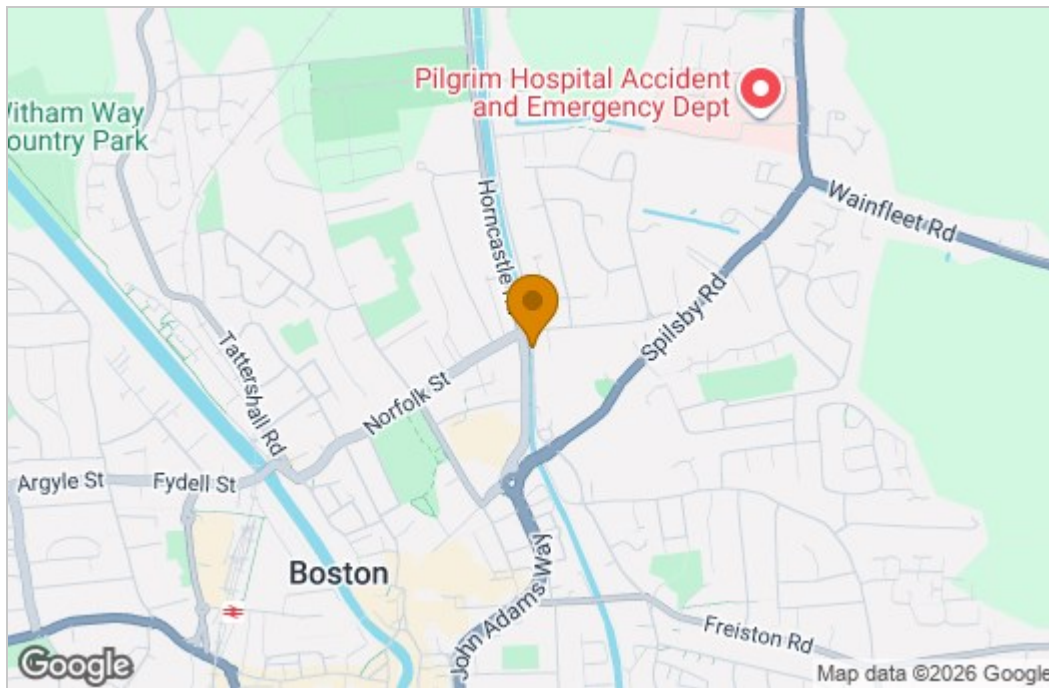 Pilgrim Hospital Accident
and Emergency Dept
Witham Way
Country Park
Horncastle Rd
Wainfleet Rd
Spilsby Rd
Tattershall Rd
Norfolk St
Argyle St
Fydell St
Boston
John Adams Way
Freiston Rd
Google
Map data ©2026 Google